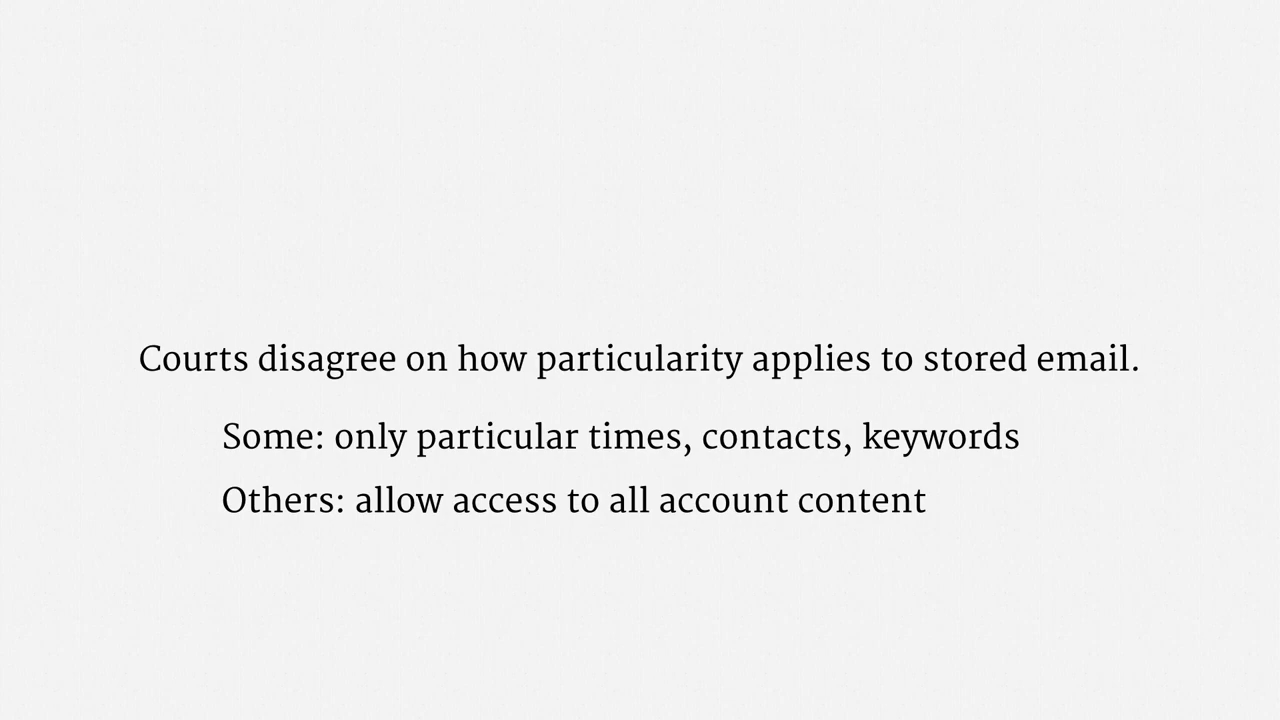 Courts disagree on how particularity applies to stored email.
Some: only particular times, contacts, keywords
Others: allow access to all account content